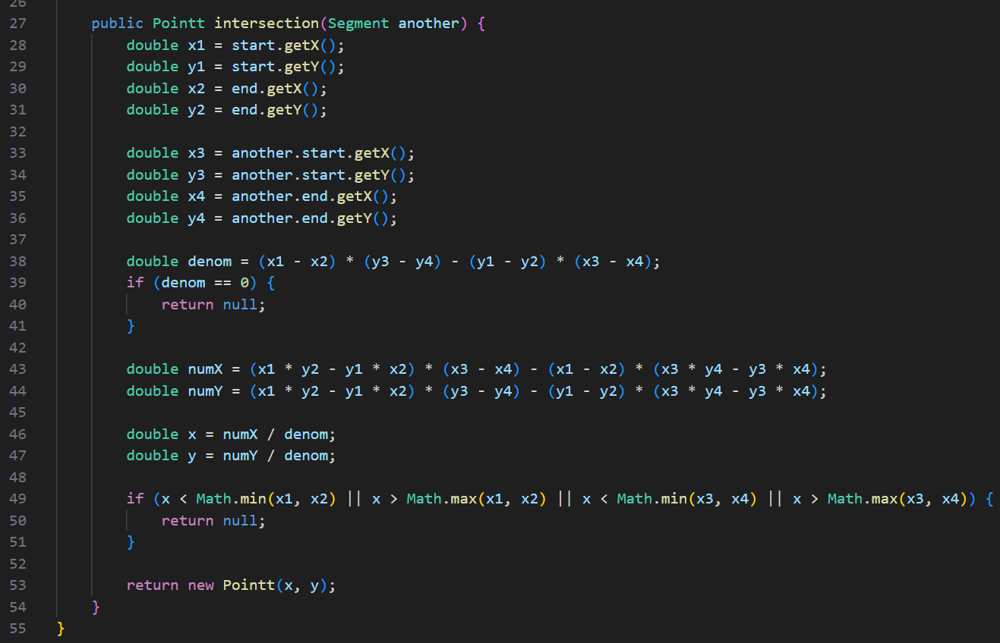 26
27 public Pointt intersection(Segment another) {
28 double x1 = start.getX();
29 double y1 = start.getY();
30 double x2 = end.getX();
31 double y2 = end.getY();
32
33 double x3 = another.start.getX();
34 double y3 = another.start.getY();
35 double x4 = another.end.getX();
36 double y4 = another.end.getY();
37
38 double denom = (x1 - x2) * (y3 - y4) - (y1 - y2) * (x3 - x4);
39 if (denom == 0) {
40 return null;
41 }
42
43 double numX = (x1 * y2 - y1 * x2) * (x3 - x4) - (x1 - x2) * (x3 * y4 - y3 * x4);
44 double numY = (x1 * y2 - y1 * x2) * (y3 - y4) - (y1 - y2) * (x3 * y4 - y3 * x4);
45
46 double x = numX / denom;
47 double y = numY / denom;
48
49 if (x < Math.min(x1, x2) || x > Math.max(x1, x2) || x < Math.min(x3, x4) || x > Math.max(x3, x4)) {
50 return null;
51 }
52
53 return new Pointt(x, y);
54 }
55 }